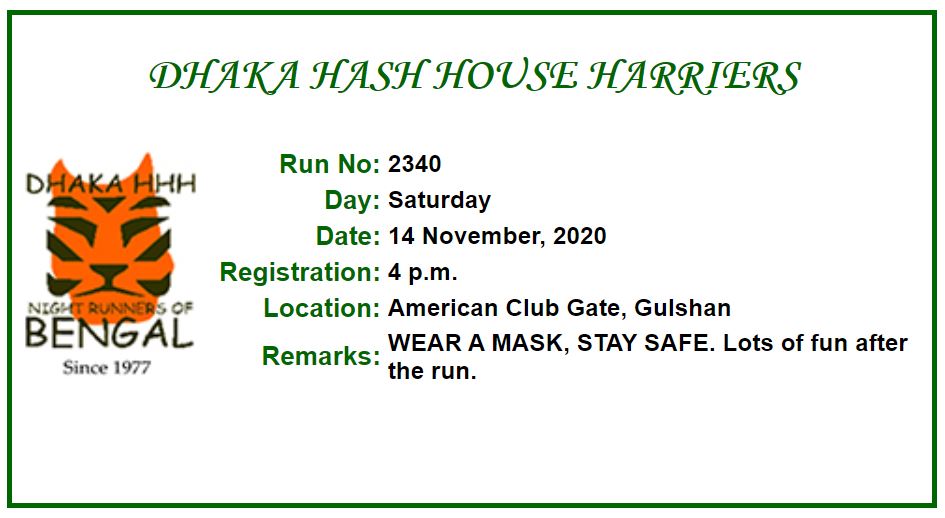 DHAKA HASH HOUSE HARRIERS
DHAKA HHH
NIGHT RUNNERS OF
BENGAL
Since 1977
Run No: 2340
Day: Saturday
Date: 14 November, 2020
Registration: 4 p.m.
Location: American Club Gate, Gulshan
Remarks: WEAR A MASK, STAY SAFE. Lots of fun after
the run.